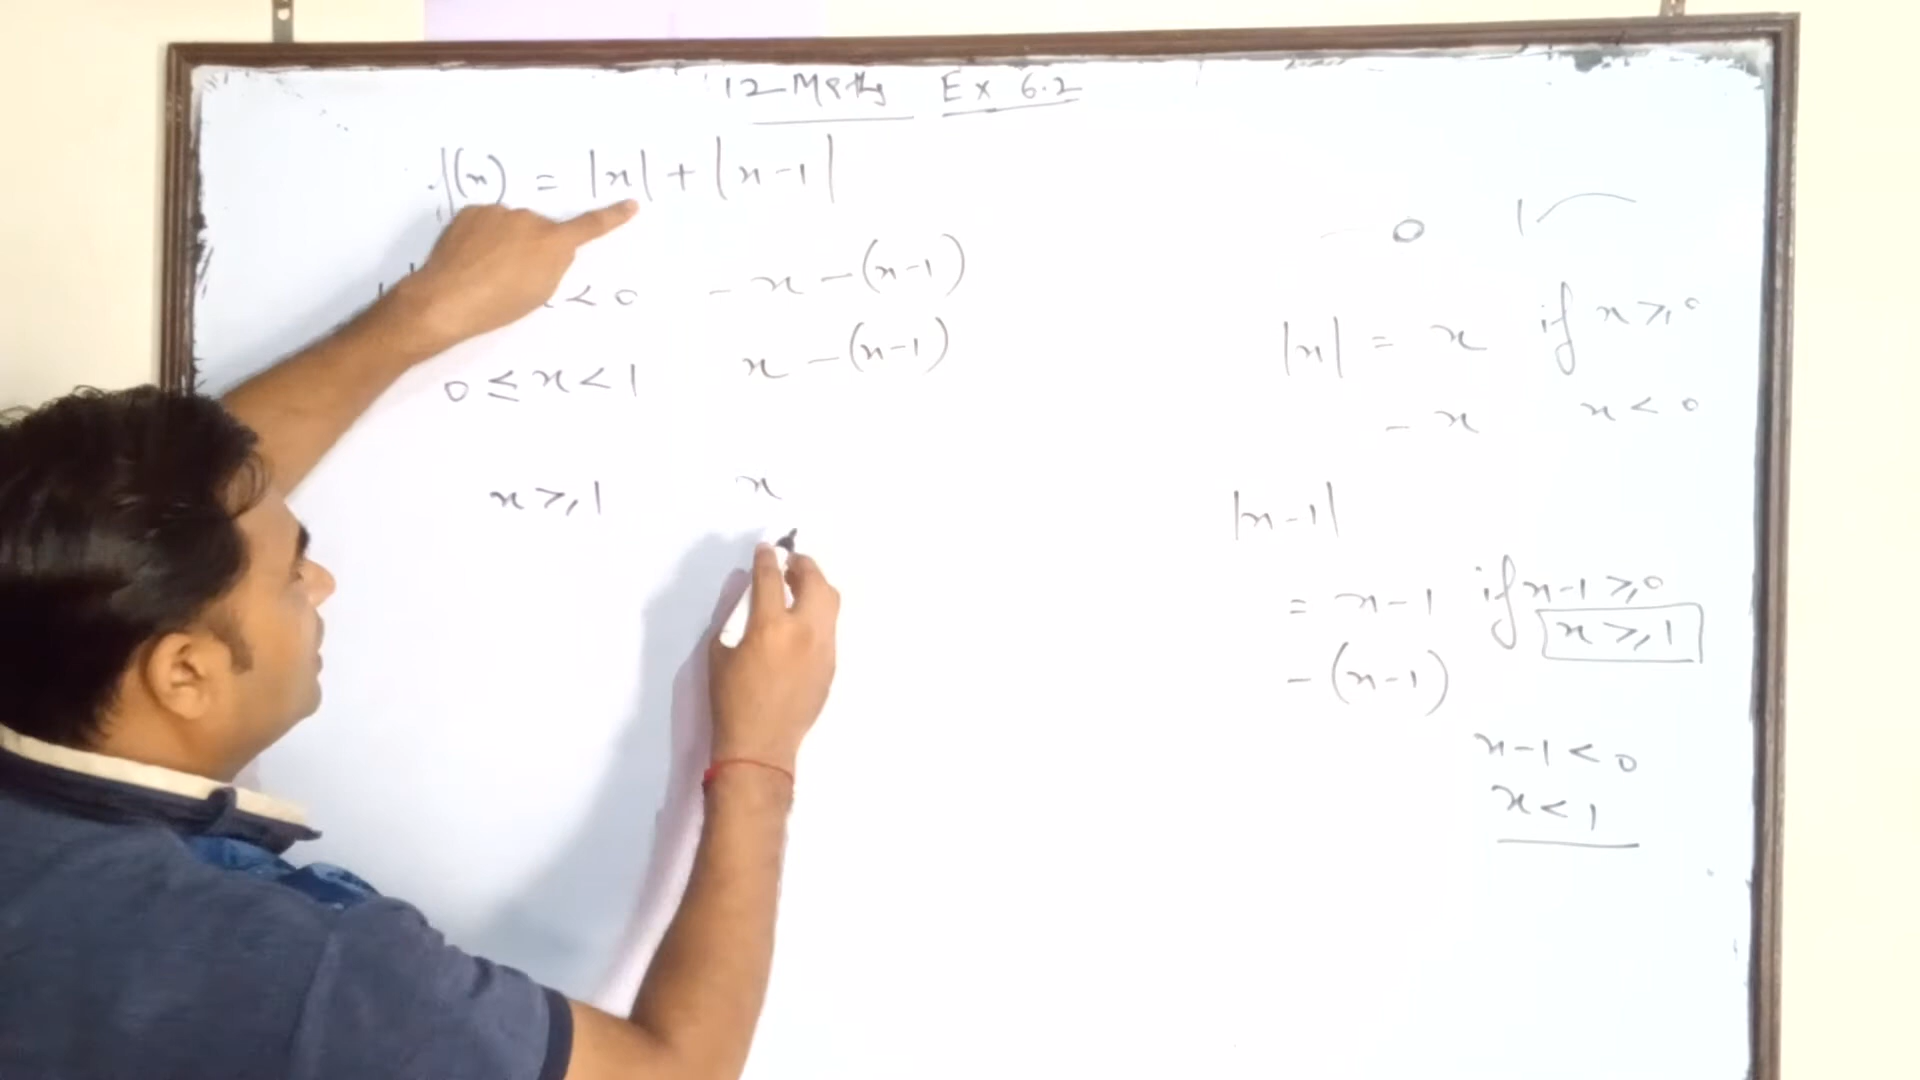 12 Maths Ex 6.2
f(x) = |x| + |x-1|
< 0 - x - (x-1)
0 ≤ x < 1 x - (x-1)
x ≥ 1 x
0 1
|x| = x if x ≥ 0
- x x < 0
|x-1|
= x-1 if x-1 ≥ 0
x ≥ 1
- (x-1)
x-1 < 0
x < 1